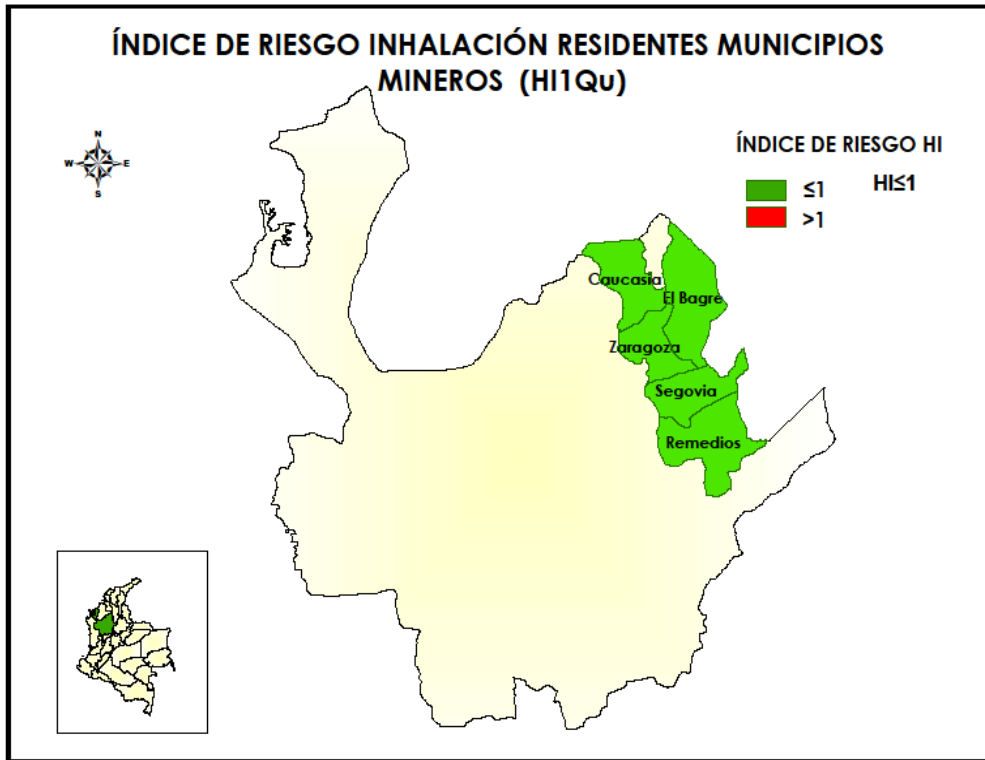 ÍNDICE DE RIESGO INHALACIÓN RESIDENTES MUNICIPIOS
MINEROS (HI1Qu)
N
W E
S
ÍNDICE DE RIESGO HI
≤1 HI≤1
>1
Caucasia
El Bagre
Zaragoza
Segovia
Remedios